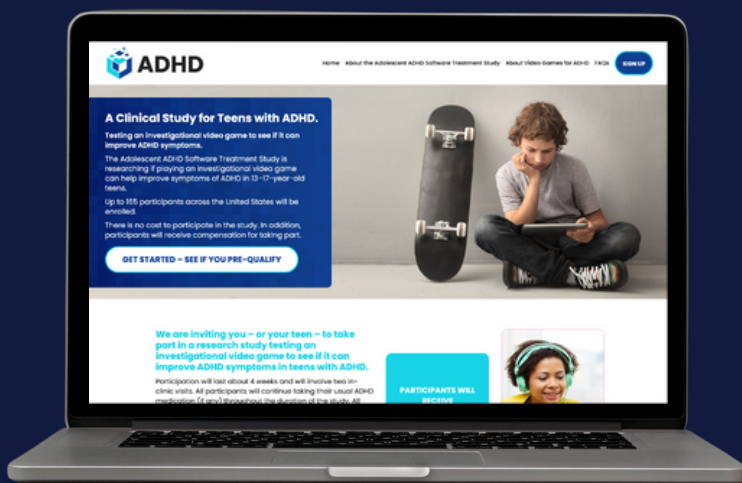 ADHD
Home About the Adolescent ADHD Software Treatment Study About Video Games for ADHD FAQs SIGN UP
A Clinical Study for Teens with ADHD.
Testing an investigational video game to see if it can
improve ADHD symptoms.
The Adolescent ADHD Software Treatment Study is
researching if playing an investigational video game
can help improve symptoms of ADHD in 13-17-year-old
teens.
Up to 165 participants across the United States will be
enrolled.
There is no cost to participate in the study. In addition,
participants will receive compensation for taking part.
GET STARTED – SEE IF YOU PRE-QUALIFY
We are inviting you – or your teen – to take
part in a research study testing an
investigational video game to see if it can
improve ADHD symptoms in teens with ADHD.
Participation will last about 4 weeks and will involve two in-
clinic visits. All participants will continue taking their usual ADHD
medication (if any) throughout the duration of the study. All
PARTICIPANTS WILL
RECEIVE